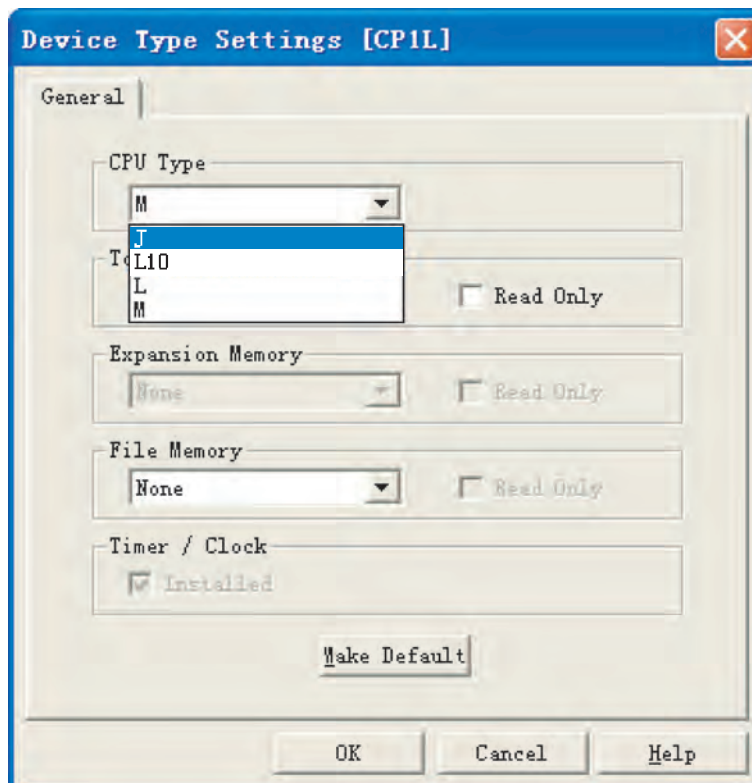 Device Type Settings [CP1L]
General
CPU Type
M
J
L10
L
M
Read Only
Expansion Memory
None
Read Only
File Memory
None
Read Only
Timer / Clock
Installed
Make Default
OK
Cancel
Help